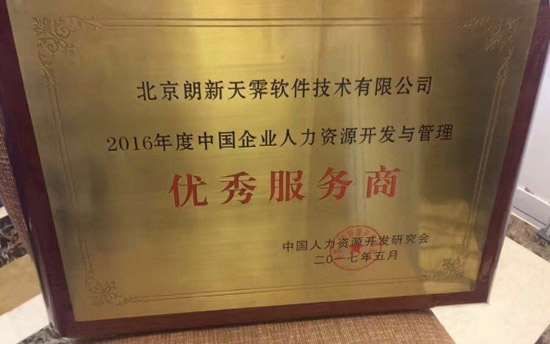 北京朗新天霁软件技术有限公司
2016年度中国企业人力资源开发与管理
优秀服务商
中国人力资源开发研究会
二〇一七年五月